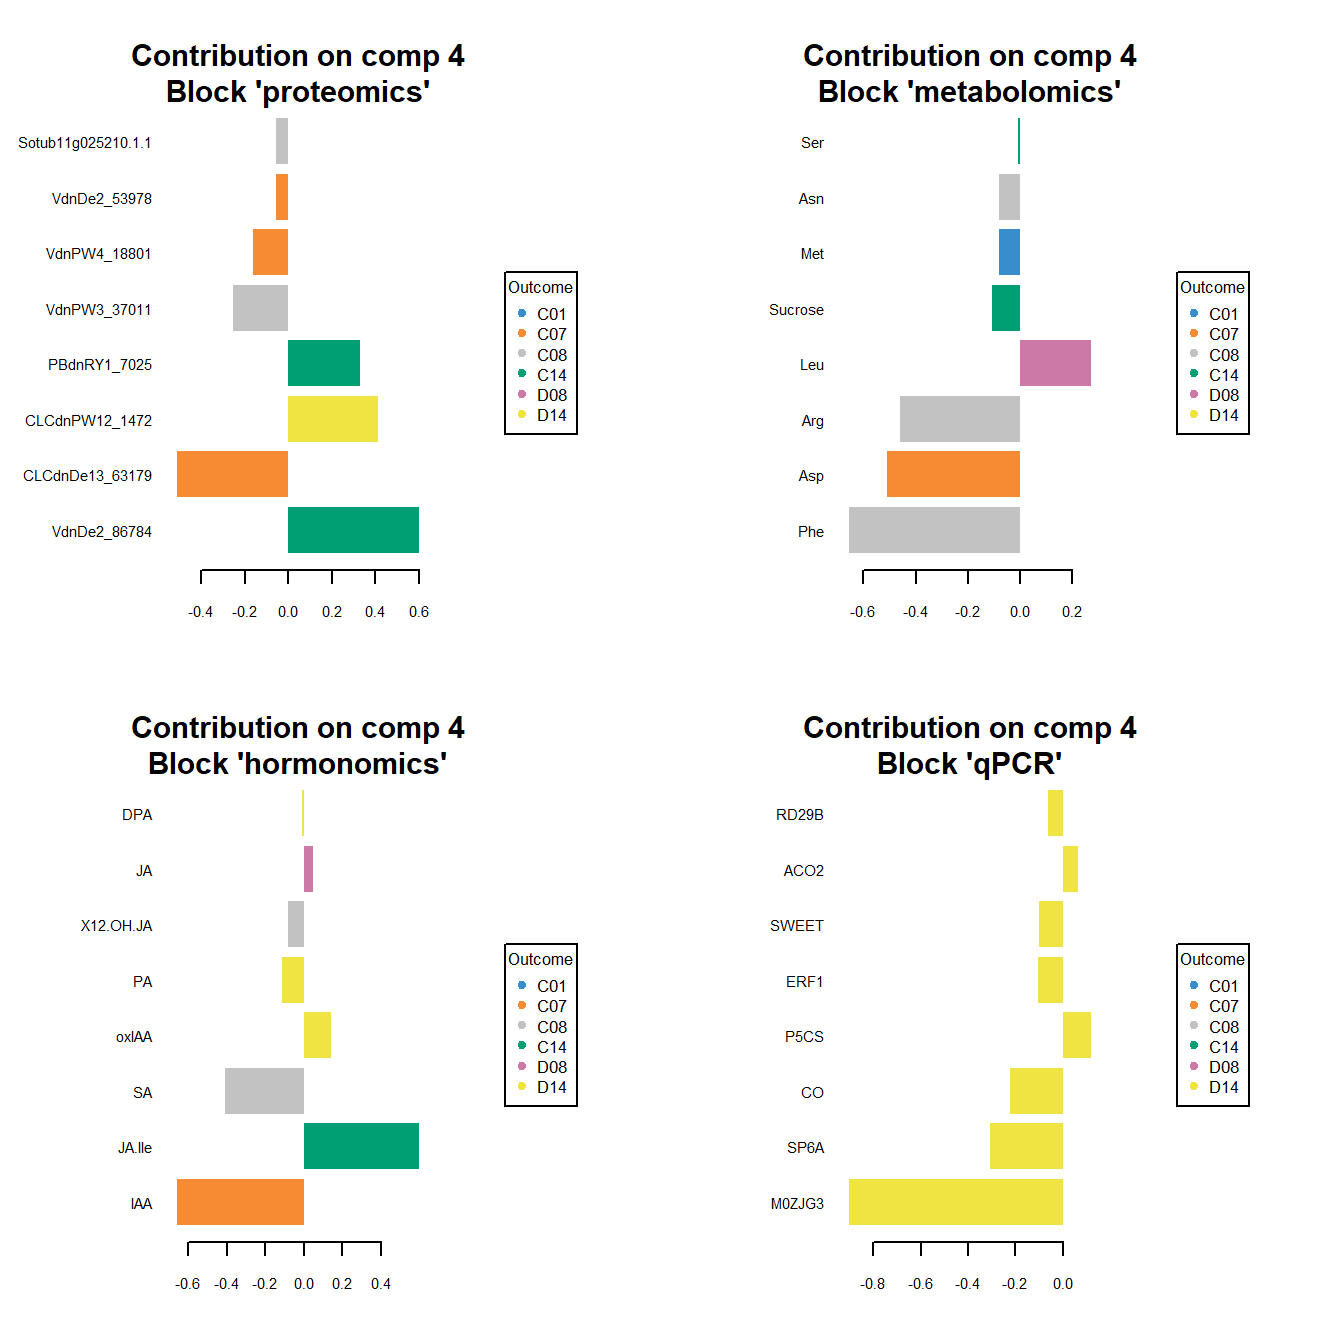 Contribution on comp 4
Block 'proteomics'
Sotub11g025210.1.1
VdnDe2_53978
VdnPW4_18801
VdnPW3_37011
PBdnRY1_7025
CLCdnPW12_1472
CLCdnDe13_63179
VdnDe2_86784
-0.4 -0.2 0.0 0.2 0.4 0.6
Outcome
C01
C07
C08
C14
D08
D14
Contribution on comp 4
Block 'metabolomics'
Ser
Asn
Met
Sucrose
Leu
Arg
Asp
Phe
-0.6 -0.4 -0.2 0.0 0.2
Outcome
C01
C07
C08
C14
D08
D14
Contribution on comp 4
Block 'hormonomics'
DPA
JA
X12.OH.JA
PA
oxIAA
SA
JA.Ile
IAA
-0.6 -0.4 -0.2 0.0 0.2 0.4
Outcome
C01
C07
C08
C14
D08
D14
Contribution on comp 4
Block 'qPCR'
RD29B
ACO2
SWEET
ERF1
P5CS
CO
SP6A
M0ZJG3
-0.8 -0.6 -0.4 -0.2 0.0
Outcome
C01
C07
C08
C14
D08
D14